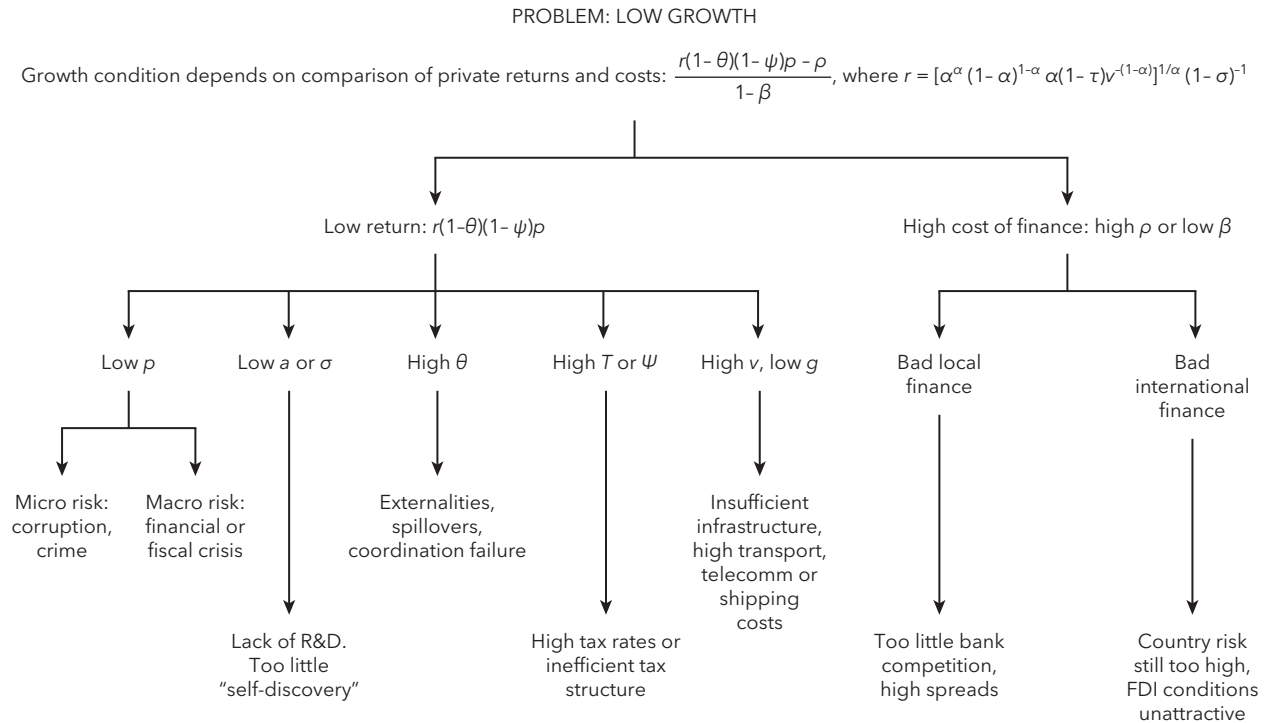 PROBLEM: LOW GROWTH
Growth condition depends on comparison of private returns and costs: r(1–θ)(1–ψ)p – ρ / 1–β, where r = [α^α (1–α)^1–α α(1–τ)v^-(1–α)]^1/α (1–σ)^–1
Low return: r(1–θ)(1–ψ)p
High cost of finance: high ρ or low β
Low p
Low a or σ
High θ
High T or Ψ
High v, low g
Bad local
finance
Bad
international
finance
Micro risk:
corruption,
crime
Macro risk:
financial or
fiscal crisis
Externalities,
spillovers,
coordination failure
Insufficient
infrastructure,
high transport,
telecomm or
shipping
costs
Lack of R&D.
Too little
“self-discovery”
High tax rates or
inefficient tax
structure
Too little bank
competition,
high spreads
Country risk
still too high,
FDI conditions
unattractive